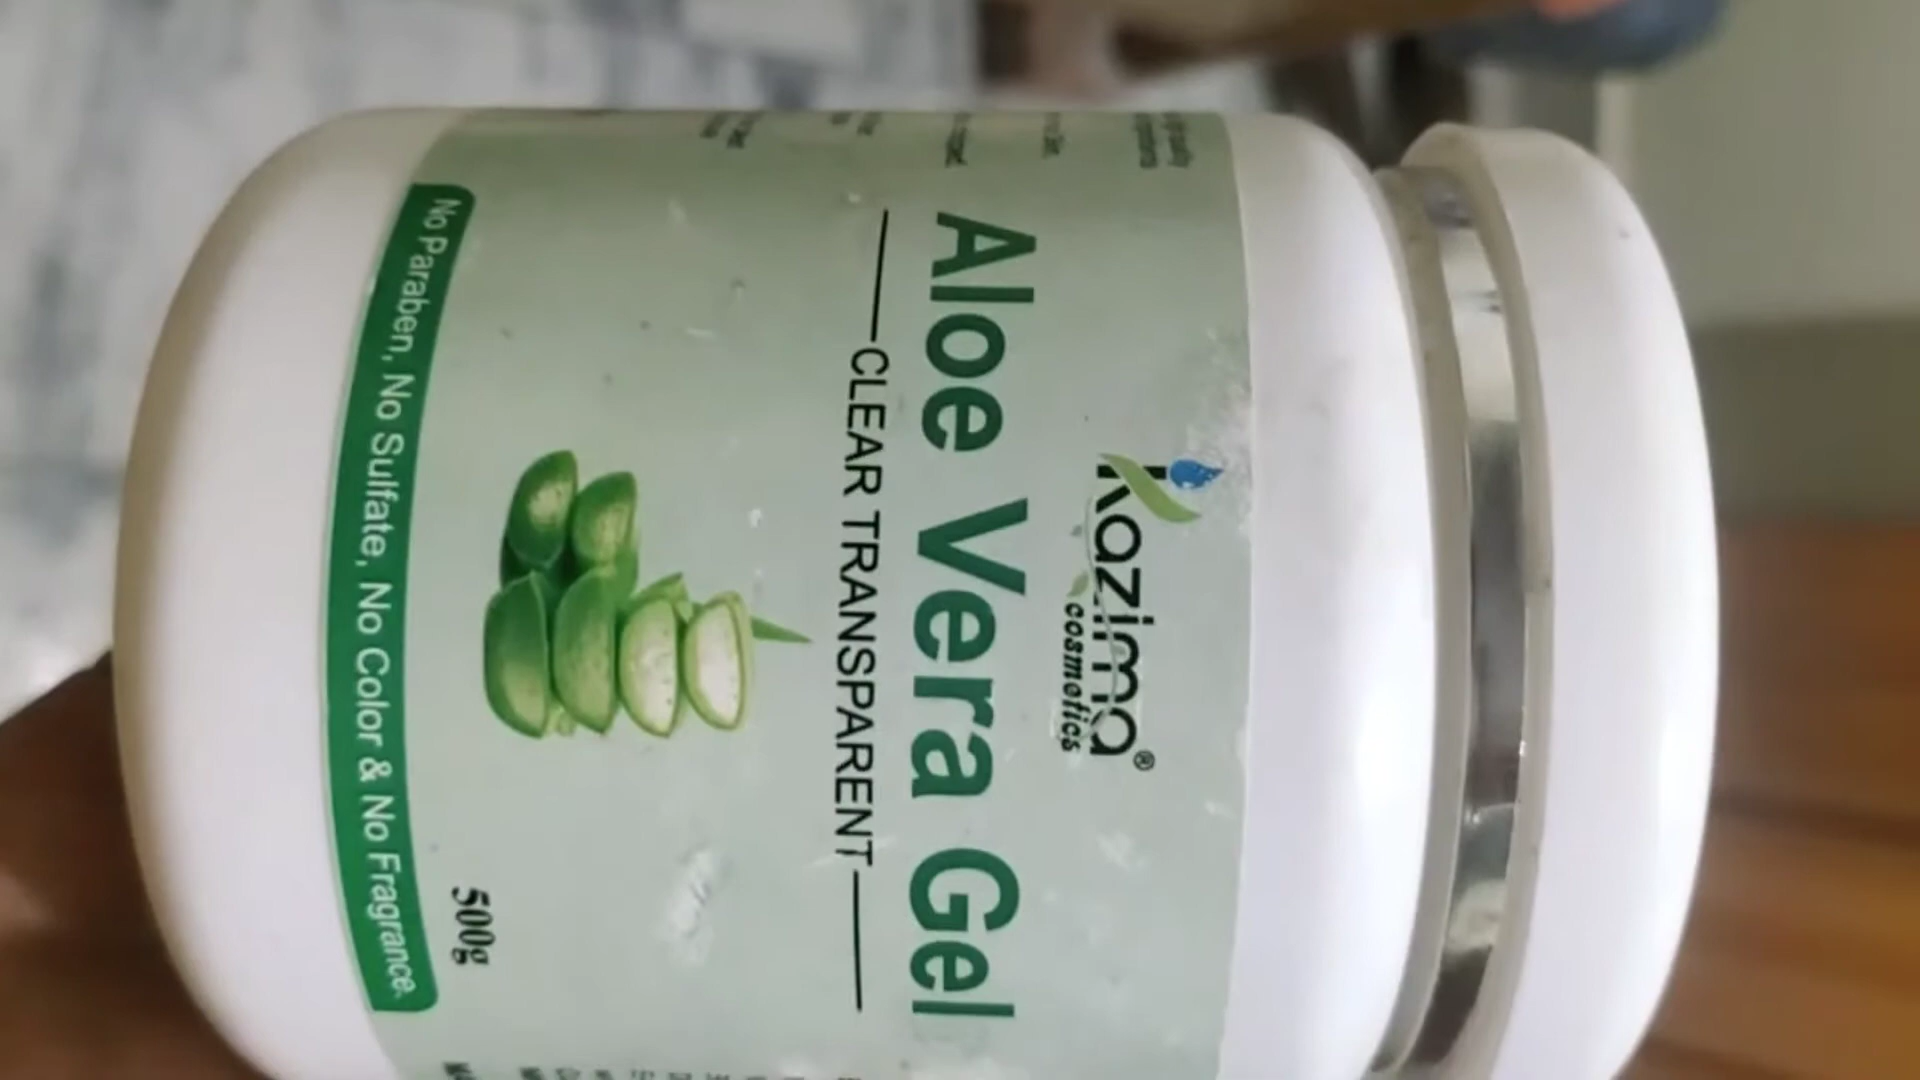 kazima®
cosmetics
Aloe Vera Gel
CLEAR TRANSPARENT
500g
No Paraben, No Sulfate, No Color & No Fragrance.